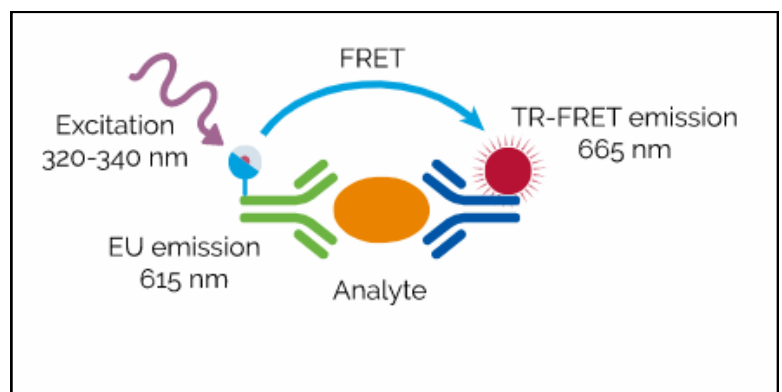 FRET
Excitation
320-340 nm
TR-FRET emission
665 nm
EU emission
615 nm
Analyte